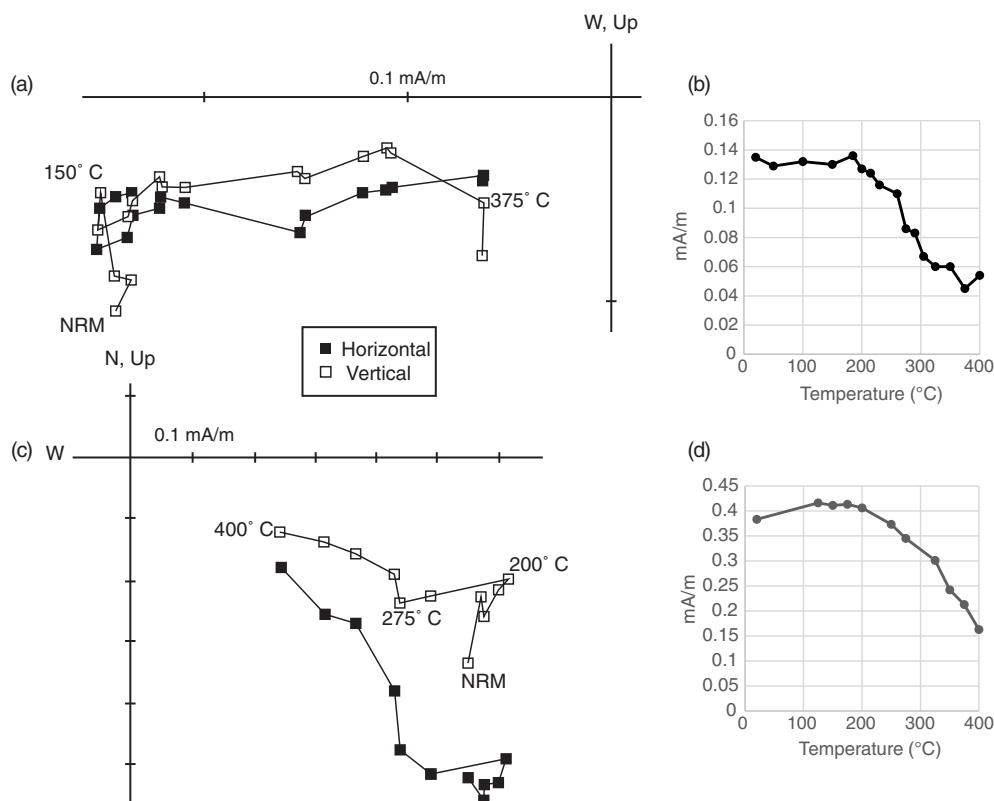 (a)
W, Up
0.1 mA/m
150° C
375° C
NRM
(b)
0.16
0.14
0.12
0.1
0.08
0.06
0.04
0.02
0
mA/m
0 100 200 300 400
Temperature (°C)
Horizontal
Vertical
N, Up
(c)
W
0.1 mA/m
400° C
200° C
275° C
NRM
(d)
0.45
0.4
0.35
0.3
0.25
0.2
0.15
0.1
0.05
0
mA/m
0 100 200 300 400
Temperature (°C)